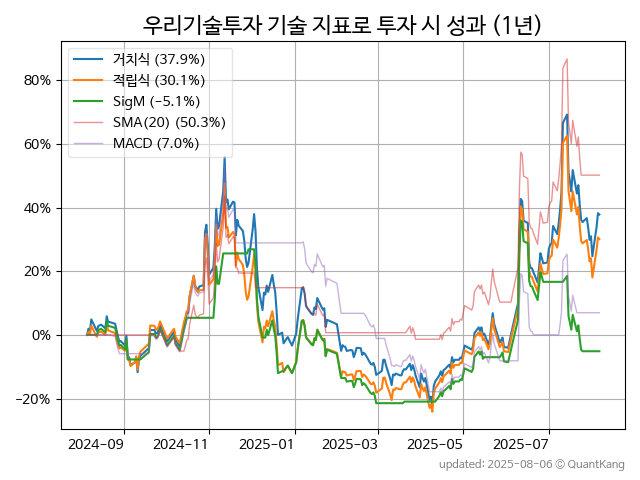 우리기술투자 기술 지표로 투자 시 성과 (1년)
거치식 (37.9%)
적립식 (30.1%)
SigM (−5.1%)
SMA(20) (50.3%)
MACD (7.0%)
80%
60%
40%
20%
0%
−20%
2024-09
2024-11
2025-01
2025-03
2025-05
2025-07
updated: 2025-08-06 © QuantKang